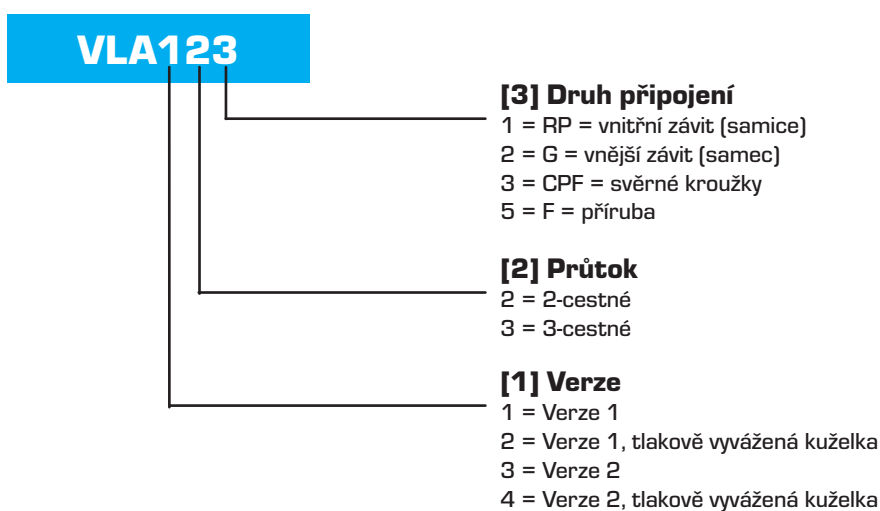 VLA123
[3] Druh připojení
1 = RP = vnitřní závit (samice)
2 = G = vnější závit (samec)
3 = CPF = svěrné kroužky
5 = F = příruba
[2] Průtok
2 = 2-cestné
3 = 3-cestné
[1] Verze
1 = Verze 1
2 = Verze 1, tlakově vyvážená kuželka
3 = Verze 2
4 = Verze 2, tlakově vyvážená kuželka